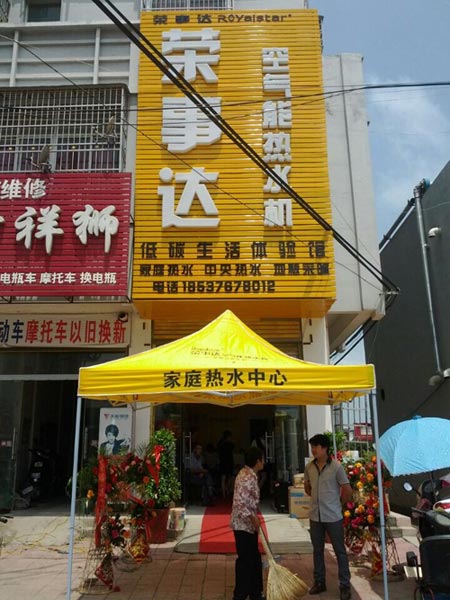 荣事达 Royalstar
荣事达
空气能热水机
低碳生活体验馆
家庭热水 中央热水 地暖采暖
电话18537678012
维修
祥狮
电瓶车 摩托车 换电瓶
动车摩托车以旧换新
家庭热水中心